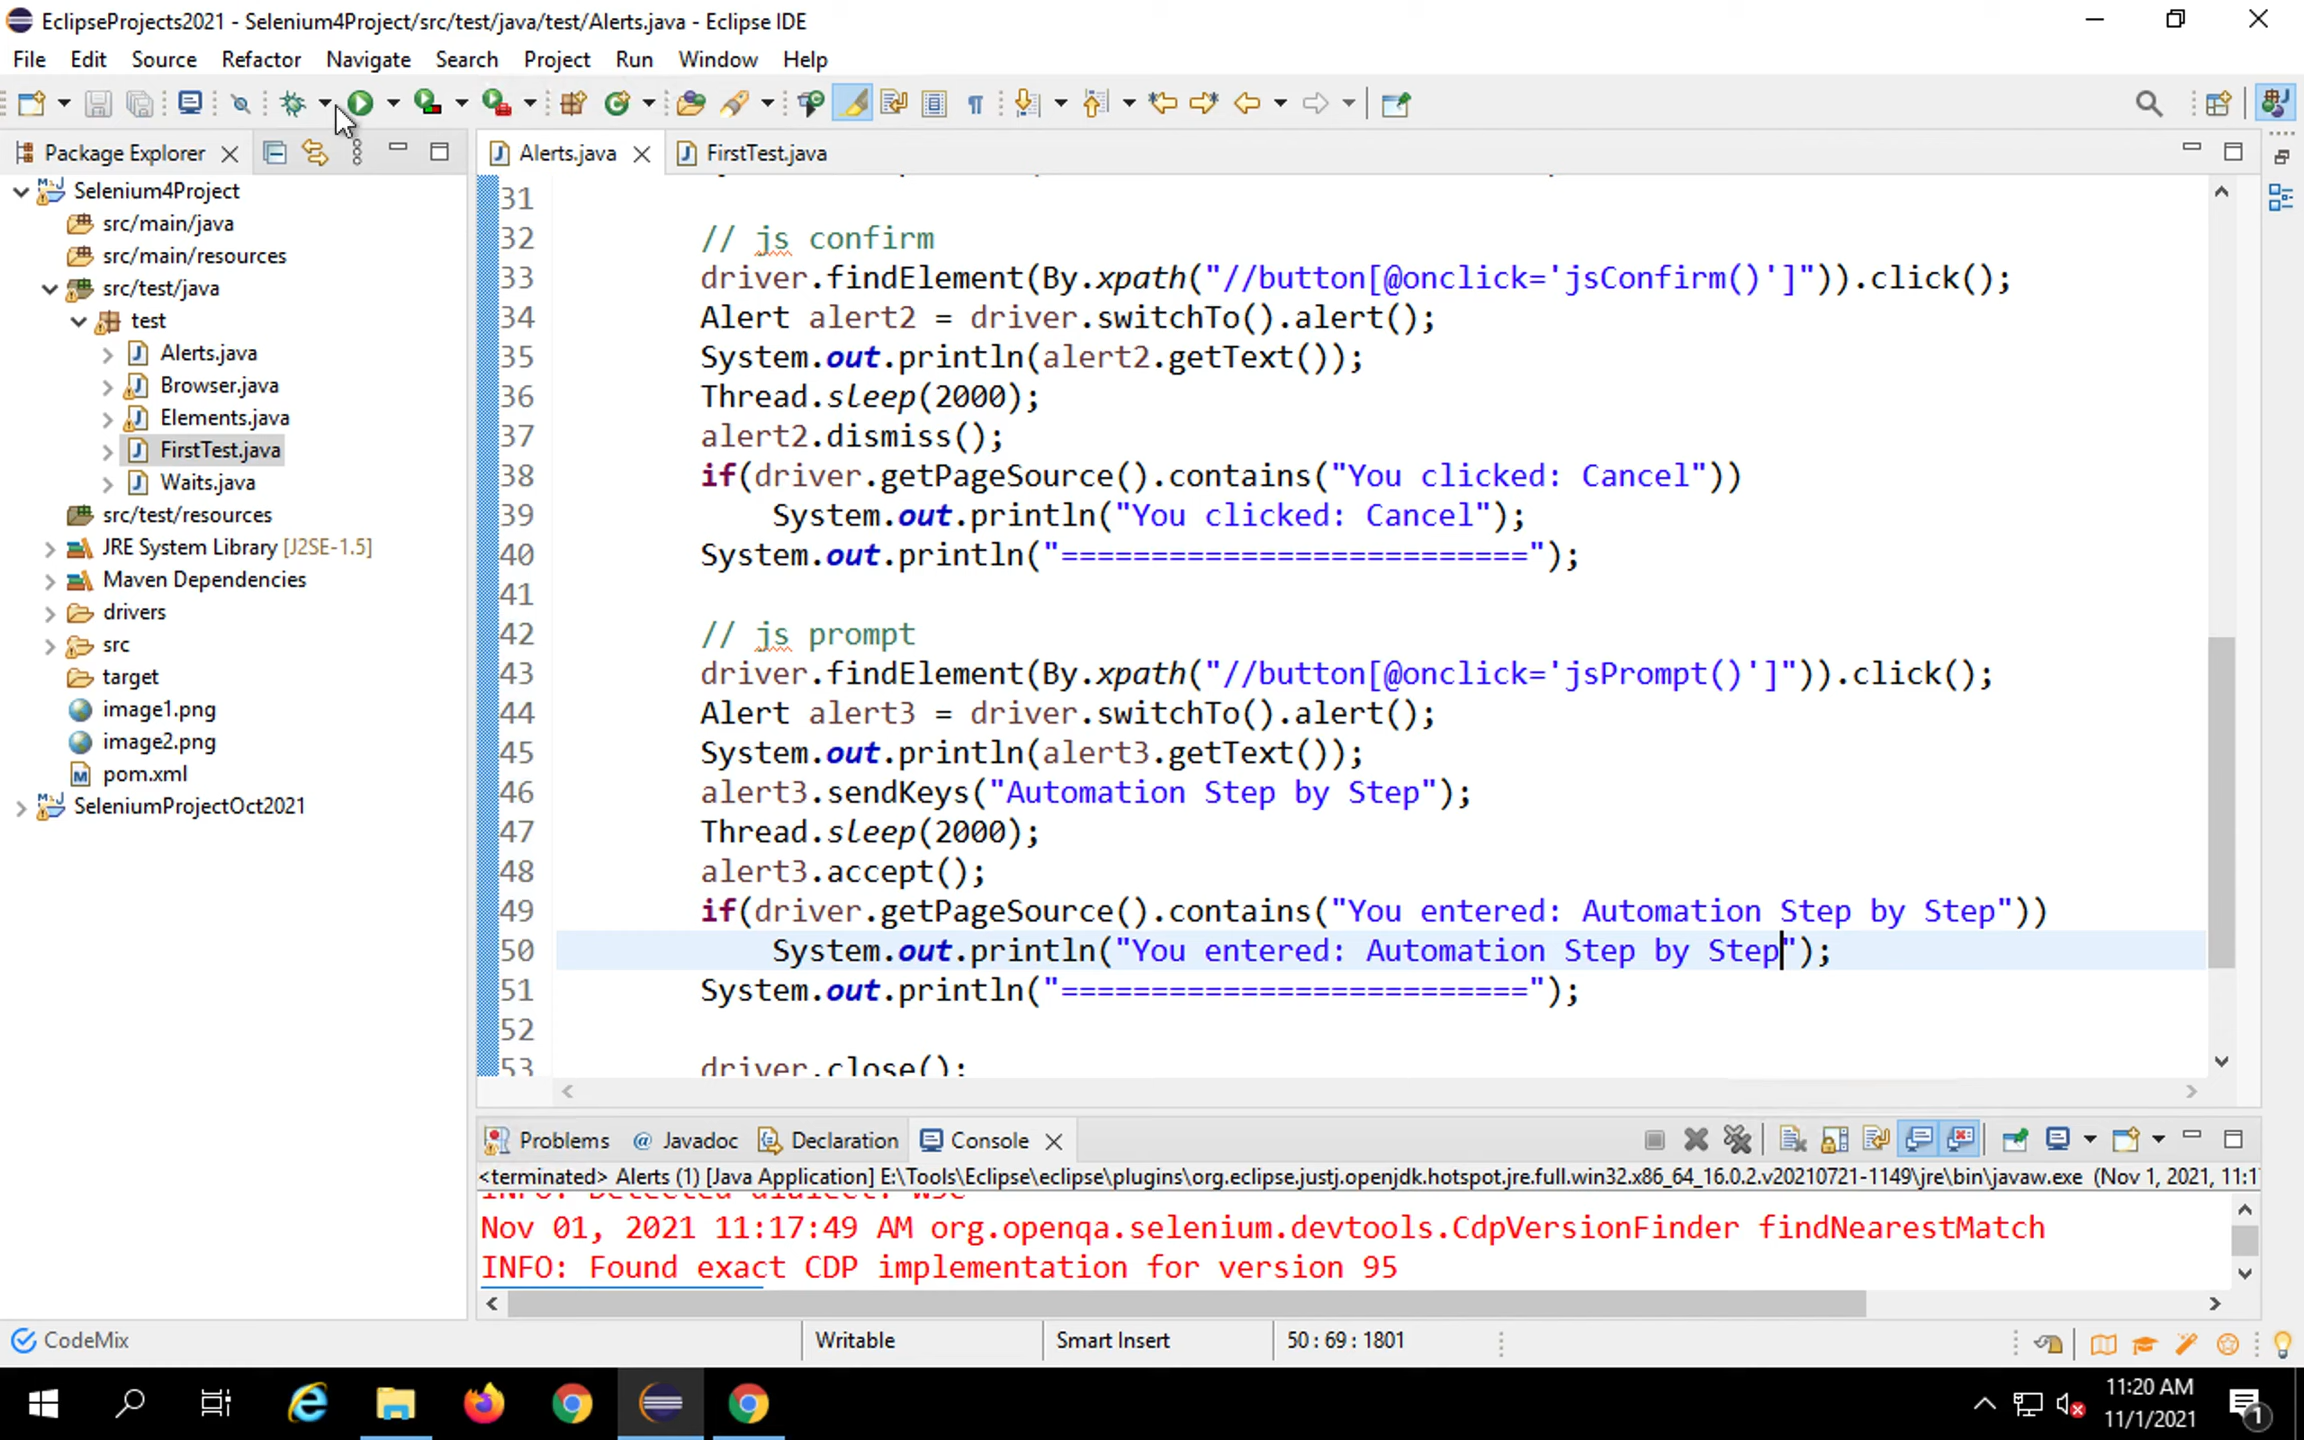 EclipseProjects2021 - Selenium4Project/src/test/java/test/Alerts.java - Eclipse IDE
File Edit Source Refactor Navigate Search Project Run Window Help
Package Explorer
Selenium4Project
src/main/java
src/main/resources
src/test/java
test
Alerts.java
Browser.java
Elements.java
FirstTest.java
Waits.java
src/test/resources
JRE System Library [J2SE-1.5]
Maven Dependencies
drivers
src
target
image1.png
image2.png
pom.xml
SeleniumProjectOct2021
Alerts.java FirstTest.java
31
32 // js confirm
33 driver.findElement(By.xpath("//button[@onclick='jsConfirm()']")).click();
34 Alert alert2 = driver.switchTo().alert();
35 System.out.println(alert2.getText());
36 Thread.sleep(2000);
37 alert2.dismiss();
38 if(driver.getPageSource().contains("You clicked: Cancel"))
39 System.out.println("You clicked: Cancel");
40 System.out.println("==========================");
41
42 // js prompt
43 driver.findElement(By.xpath("//button[@onclick='jsPrompt()']")).click();
44 Alert alert3 = driver.switchTo().alert();
45 System.out.println(alert3.getText());
46 alert3.sendKeys("Automation Step by Step");
47 Thread.sleep(2000);
48 alert3.accept();
49 if(driver.getPageSource().contains("You entered: Automation Step by Step"))
50 System.out.println("You entered: Automation Step by Step");
51 System.out.println("==========================");
52
53 driver.close();
Problems @ Javadoc Declaration Console
<terminated> Alerts (1) [Java Application] E:\Tools\Eclipse\eclipse\plugins\org.eclipse.justj.openjdk.hotspot.jre.full.win32.x86_64_16.0.2.v20210721-1149\jre\bin\javaw.exe (Nov 1, 2021, 11:1
INFO: Detected dialect: W3C
Nov 01, 2021 11:17:49 AM org.openqa.selenium.devtools.CdpVersionFinder findNearestMatch
INFO: Found exact CDP implementation for version 95
CodeMix Writable Smart Insert 50 : 69 : 1801
11:20 AM
11/1/2021
1